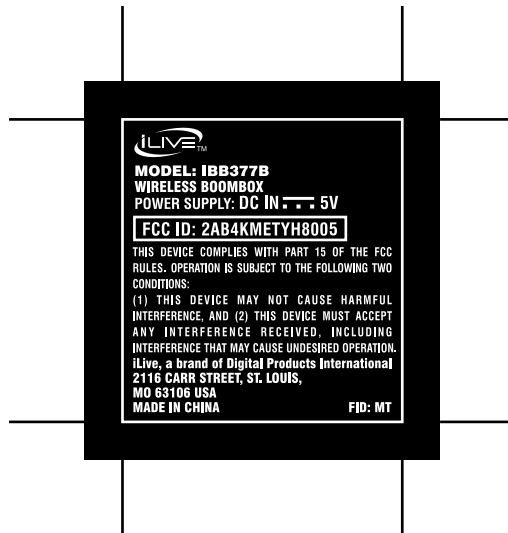 iLIVE™
MODEL: IBB377B
WIRELESS BOOMBOX
POWER SUPPLY: DC IN ⎓ 5V
FCC ID: 2AB4KMETYH8005
THIS DEVICE COMPLIES WITH PART 15 OF THE FCC
RULES. OPERATION IS SUBJECT TO THE FOLLOWING TWO
CONDITIONS:
(1) THIS DEVICE MAY NOT CAUSE HARMFUL
INTERFERENCE, AND (2) THIS DEVICE MUST ACCEPT
ANY INTERFERENCE RECEIVED, INCLUDING
INTERFERENCE THAT MAY CAUSE UNDESIRED OPERATION.
iLive, a brand of Digital Products International
2116 CARR STREET, ST. LOUIS,
MO 63106 USA
MADE IN CHINA FID: MT